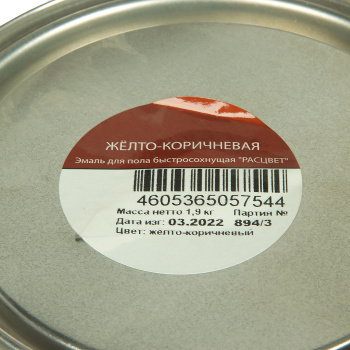 ЖЁЛТО-КОРИЧНЕВАЯ
Эмаль для пола быстросохнущая "РАСЦВЕТ"
4605365057544
Масса нетто 1,9 кг Партия №
Дата изг: 03.2022 894/3
Цвет: жёлто-коричневый